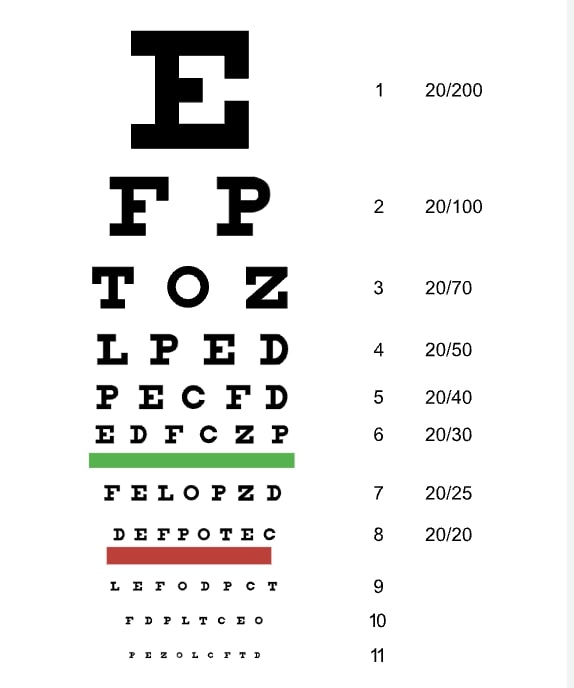 E 1 20/200
F P 2 20/100
T O Z 3 20/70
L P E D 4 20/50
P E C F D 5 20/40
E D F C Z P 6 20/30
F E L O P Z D 7 20/25
D E F P O T E C 8 20/20
L E F O D P C T 9
F D P L T C E O 10
P E Z O L C F T D 11